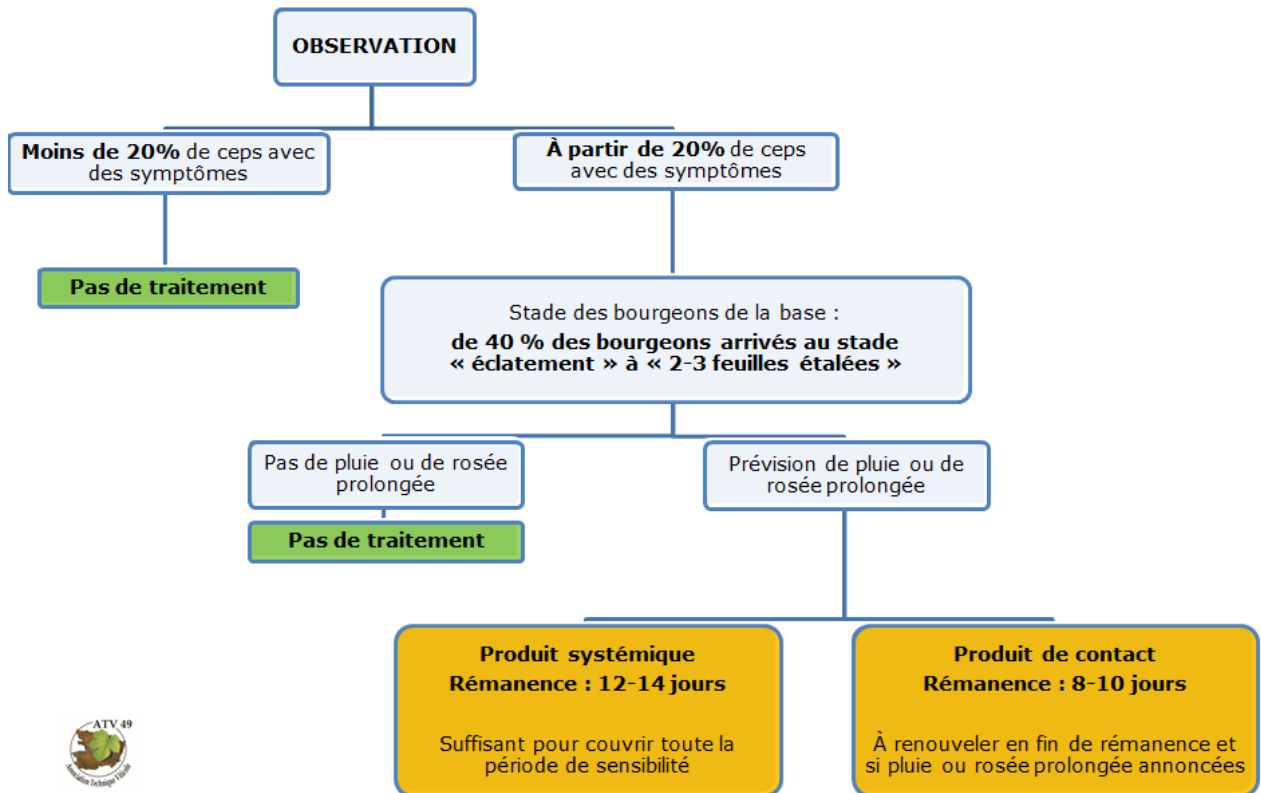 OBSERVATION
Moins de 20% de ceps avec
des symptômes
À partir de 20% de ceps
avec des symptômes
Pas de traitement
Stade des bourgeons de la base :
de 40 % des bourgeons arrivés au stade
« éclatement » à « 2-3 feuilles étalées »
Pas de pluie ou de rosée
prolongée
Prévision de pluie ou de
rosée prolongée
Pas de traitement
Produit systémique
Rémanence : 12-14 jours
Suffisant pour couvrir toute la
période de sensibilité
Produit de contact
Rémanence : 8-10 jours
À renouveler en fin de rémanence et
si pluie ou rosée prolongée annoncées
ATV 49
Association Technique Viticole